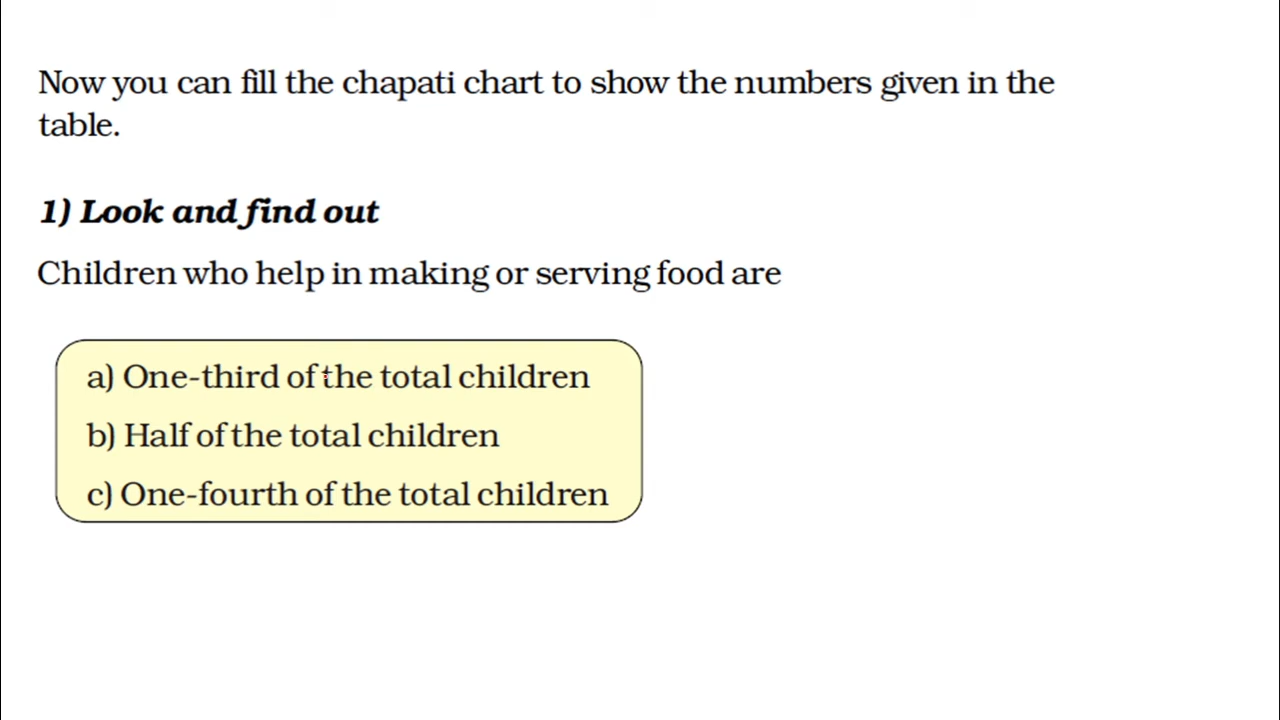 Now you can fill the chapati chart to show the numbers given in the
table.
1) Look and find out
Children who help in making or serving food are
a) One-third of the total children
b) Half of the total children
c) One-fourth of the total children